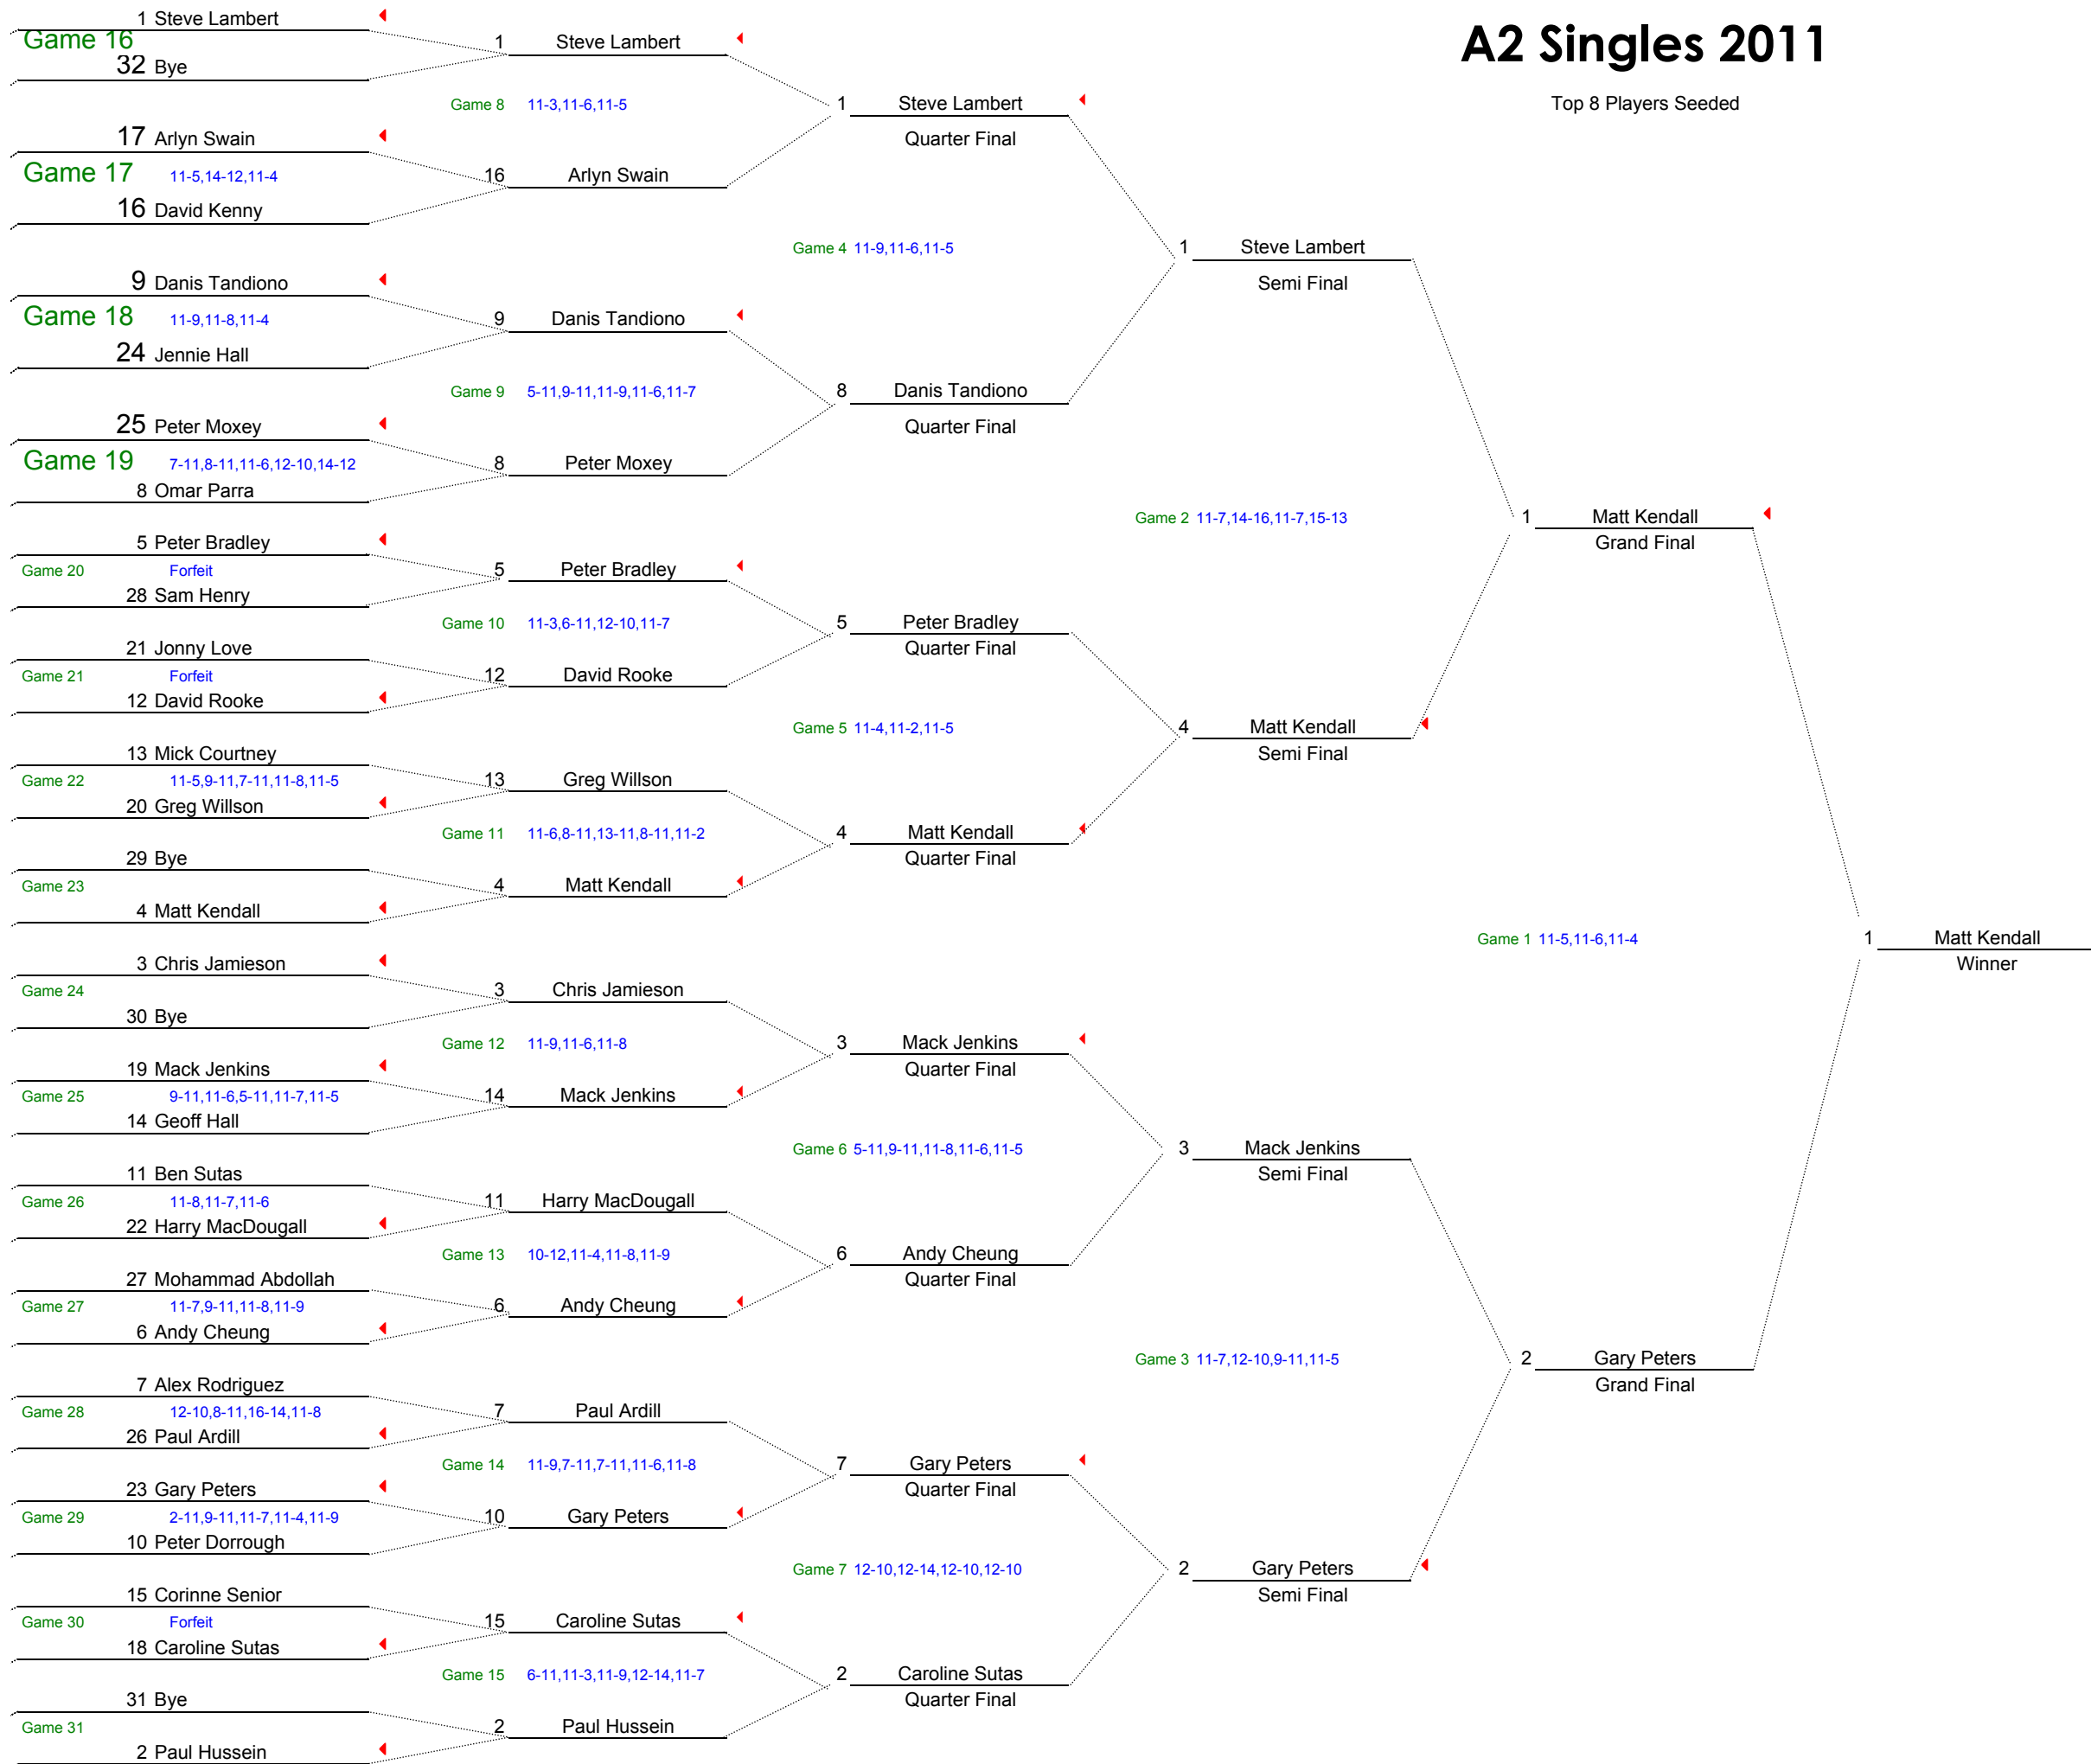 A2 Singles 2011
Top 8 Players Seeded
1 Steve Lambert
Game 16
32 Bye
17 Arlyn Swain
Game 17 11-5,14-12,11-4
16 David Kenny
9 Danis Tandiono
Game 18 11-9,11-8,11-4
24 Jennie Hall
25 Peter Moxey
Game 19 7-11,8-11,11-6,12-10,14-12
8 Omar Parra
5 Peter Bradley
Game 20 Forfeit
28 Sam Henry
21 Jonny Love
Game 21 Forfeit
12 David Rooke
13 Mick Courtney
Game 22 11-5,9-11,7-11,11-8,11-5
20 Greg Willson
29 Bye
Game 23
4 Matt Kendall
3 Chris Jamieson
Game 24
30 Bye
19 Mack Jenkins
Game 25 9-11,11-6,5-11,11-7,11-5
14 Geoff Hall
11 Ben Sutas
Game 26 11-8,11-7,11-6
22 Harry MacDougall
27 Mohammad Abdollah
Game 27 11-7,9-11,11-8,11-9
6 Andy Cheung
7 Alex Rodriguez
Game 28 12-10,8-11,16-14,11-8
26 Paul Ardill
23 Gary Peters
Game 29 2-11,9-11,11-7,11-4,11-9
10 Peter Dorrough
15 Corinne Senior
Game 30 Forfeit
18 Caroline Sutas
31 Bye
Game 31
2 Paul Hussein
1 Steve Lambert
Game 8 11-3,11-6,11-5
16 Arlyn Swain
9 Danis Tandiono
Game 9 5-11,9-11,11-9,11-6,11-7
8 Peter Moxey
5 Peter Bradley
Game 10 11-3,6-11,12-10,11-7
12 David Rooke
13 Greg Willson
Game 11 11-6,8-11,13-11,8-11,11-2
4 Matt Kendall
3 Chris Jamieson
Game 12 11-9,11-6,11-8
14 Mack Jenkins
11 Harry MacDougall
Game 13 10-12,11-4,11-8,11-9
6 Andy Cheung
7 Paul Ardill
Game 14 11-9,7-11,7-11,11-6,11-8
10 Gary Peters
15 Caroline Sutas
Game 15 6-11,11-3,11-9,12-14,11-7
2 Paul Hussein
1 Steve Lambert
Quarter Final
Game 4 11-9,11-6,11-5
8 Danis Tandiono
Quarter Final
5 Peter Bradley
Quarter Final
Game 5 11-4,11-2,11-5
4 Matt Kendall
Quarter Final
3 Mack Jenkins
Quarter Final
Game 6 5-11,9-11,11-8,11-6,11-5
6 Andy Cheung
Quarter Final
7 Gary Peters
Quarter Final
Game 7 12-10,12-14,12-10,12-10
2 Caroline Sutas
Quarter Final
1 Steve Lambert
Semi Final
Game 2 11-7,14-16,11-7,15-13
4 Matt Kendall
Semi Final
3 Mack Jenkins
Semi Final
Game 3 11-7,12-10,9-11,11-5
2 Gary Peters
Semi Final
1 Matt Kendall
Grand Final
Game 1 11-5,11-6,11-4
2 Gary Peters
Grand Final
1 Matt Kendall
Winner